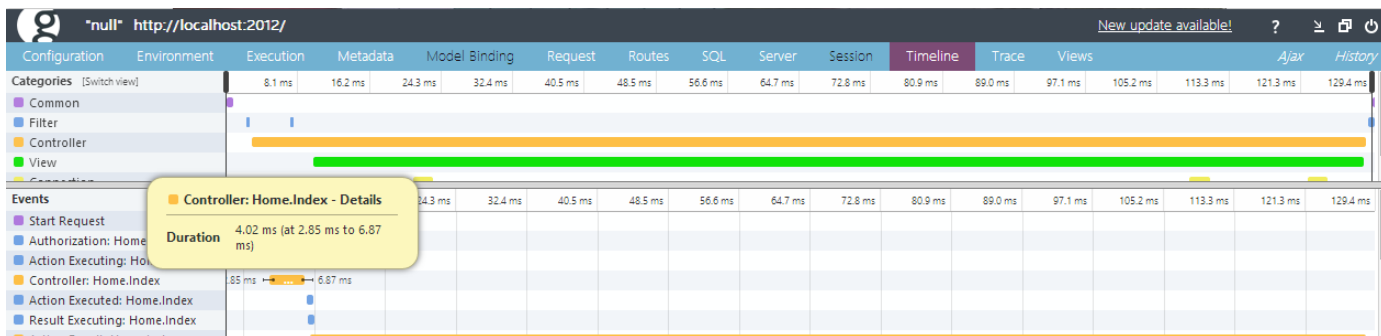 g "null" http://localhost:2012/ New update available! ?
Configuration Environment Execution Metadata Model Binding Request Routes SQL Server Session Timeline Trace Views Ajax History
Categories [Switch view] 8.1 ms 16.2 ms 24.3 ms 32.4 ms 40.5 ms 48.5 ms 56.6 ms 64.7 ms 72.8 ms 80.9 ms 89.0 ms 97.1 ms 105.2 ms 113.3 ms 121.3 ms 129.4 ms
Common
Filter
Controller
View
Connection
Events 24.3 ms 32.4 ms 40.5 ms 48.5 ms 56.6 ms 64.7 ms 72.8 ms 80.9 ms 89.0 ms 97.1 ms 105.2 ms 113.3 ms 121.3 ms 129.4 ms
Controller: Home.Index - Details
Duration 4.02 ms (at 2.85 ms to 6.87
ms)
Start Request
Authorization: Home
Action Executing: Ho
Controller: Home.Index .85 ms ... 6.87 ms
Action Executed: Home.Index
Result Executing: Home.Index